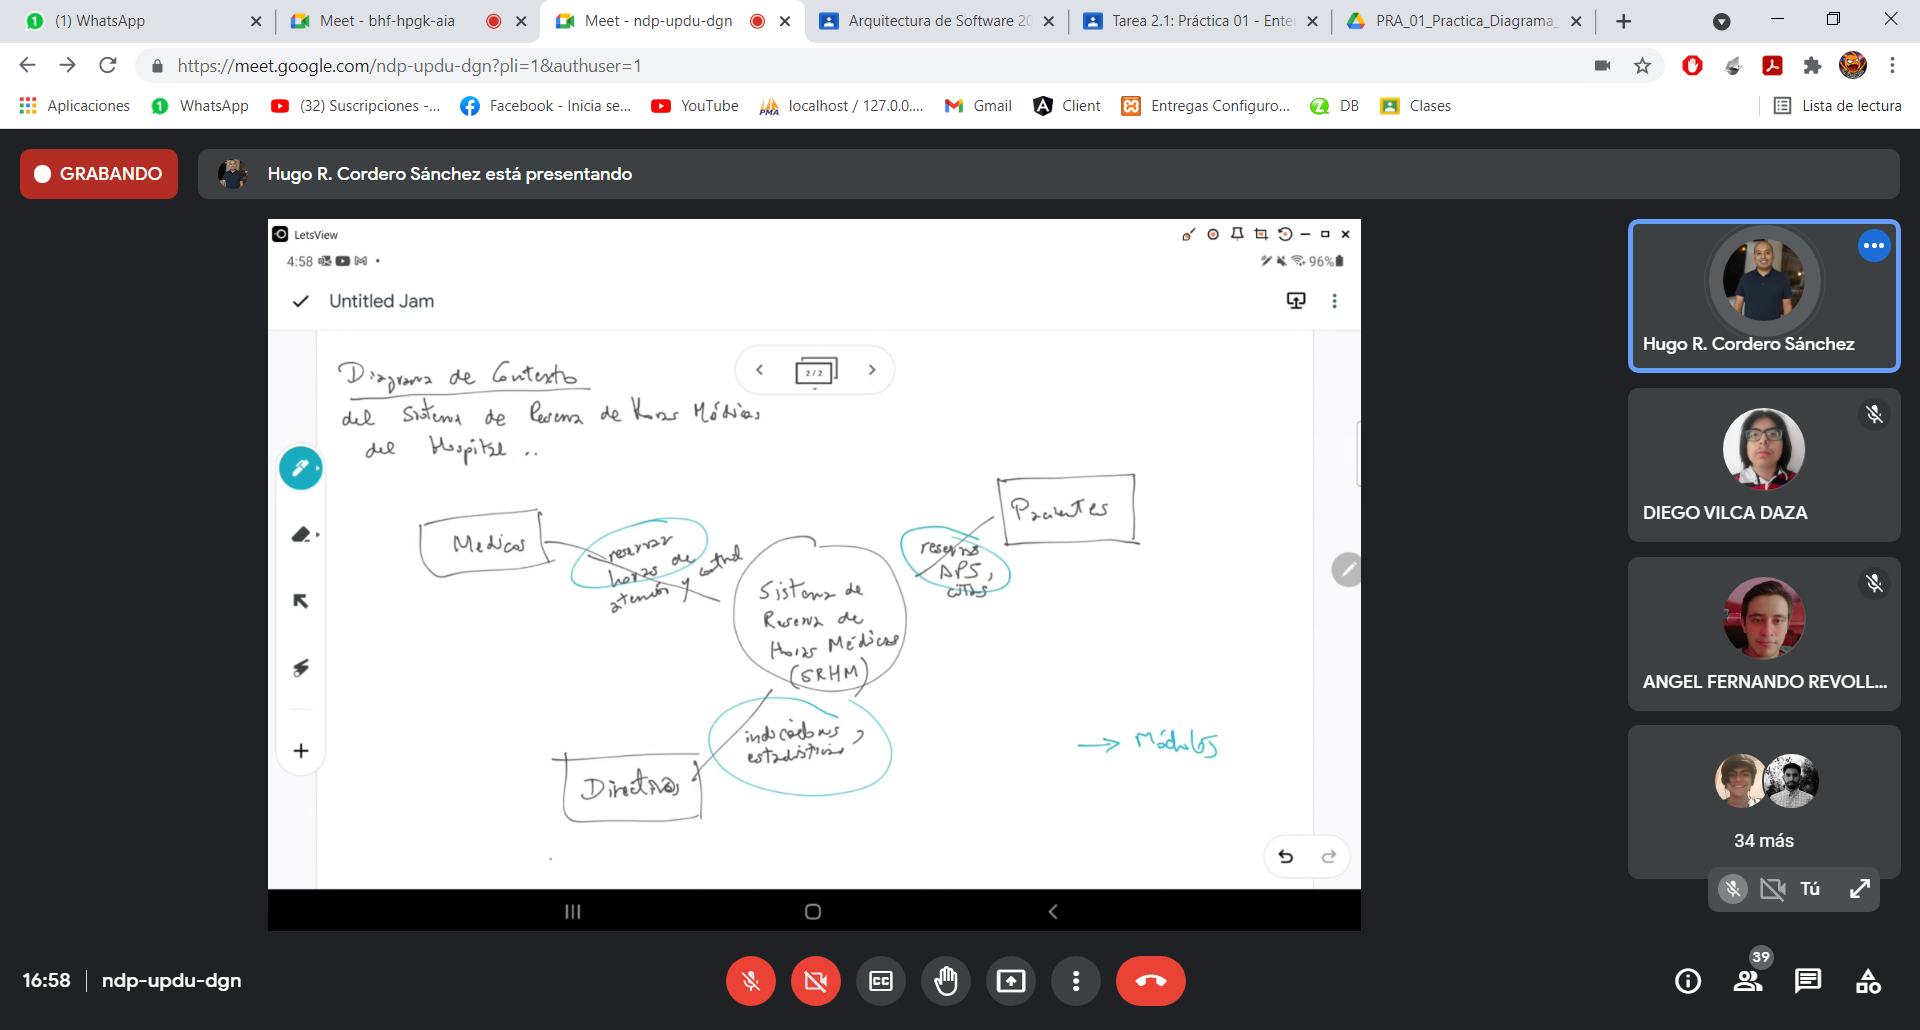 (1) WhatsApp
Meet - bhf-hpgk-aia
Meet - ndp-updu-dgn
Arquitectura de Software 20
Tarea 2.1: Práctica 01 - Ente
PRA_01_Practica_Diagrama_
https://meet.google.com/ndp-updu-dgn?pli=1&authuser=1
Aplicaciones
WhatsApp
(32) Suscripciones -...
Facebook - Inicia se...
YouTube
localhost / 127.0.0....
Gmail
Client
Entregas Configuro...
DB
Clases
Lista de lectura
GRABANDO
Hugo R. Cordero Sánchez está presentando
LetsView
4:58
96%
Untitled Jam
2 / 2
Diagrama de Contexto
del Sistema de Reserva de Horas Médicas
del Hospital ..
Medicos
reservar
horas de
atención y control
Sistema de
Reserva de
Horas Médicas
(SRHM)
reservas
APS,
citas
Pacientes
indicadores,
estadísticas
Directivos
→ Módulos
Hugo R. Cordero Sánchez
DIEGO VILCA DAZA
ANGEL FERNANDO REVOLL...
34 más
Tú
16:58
ndp-updu-dgn
39